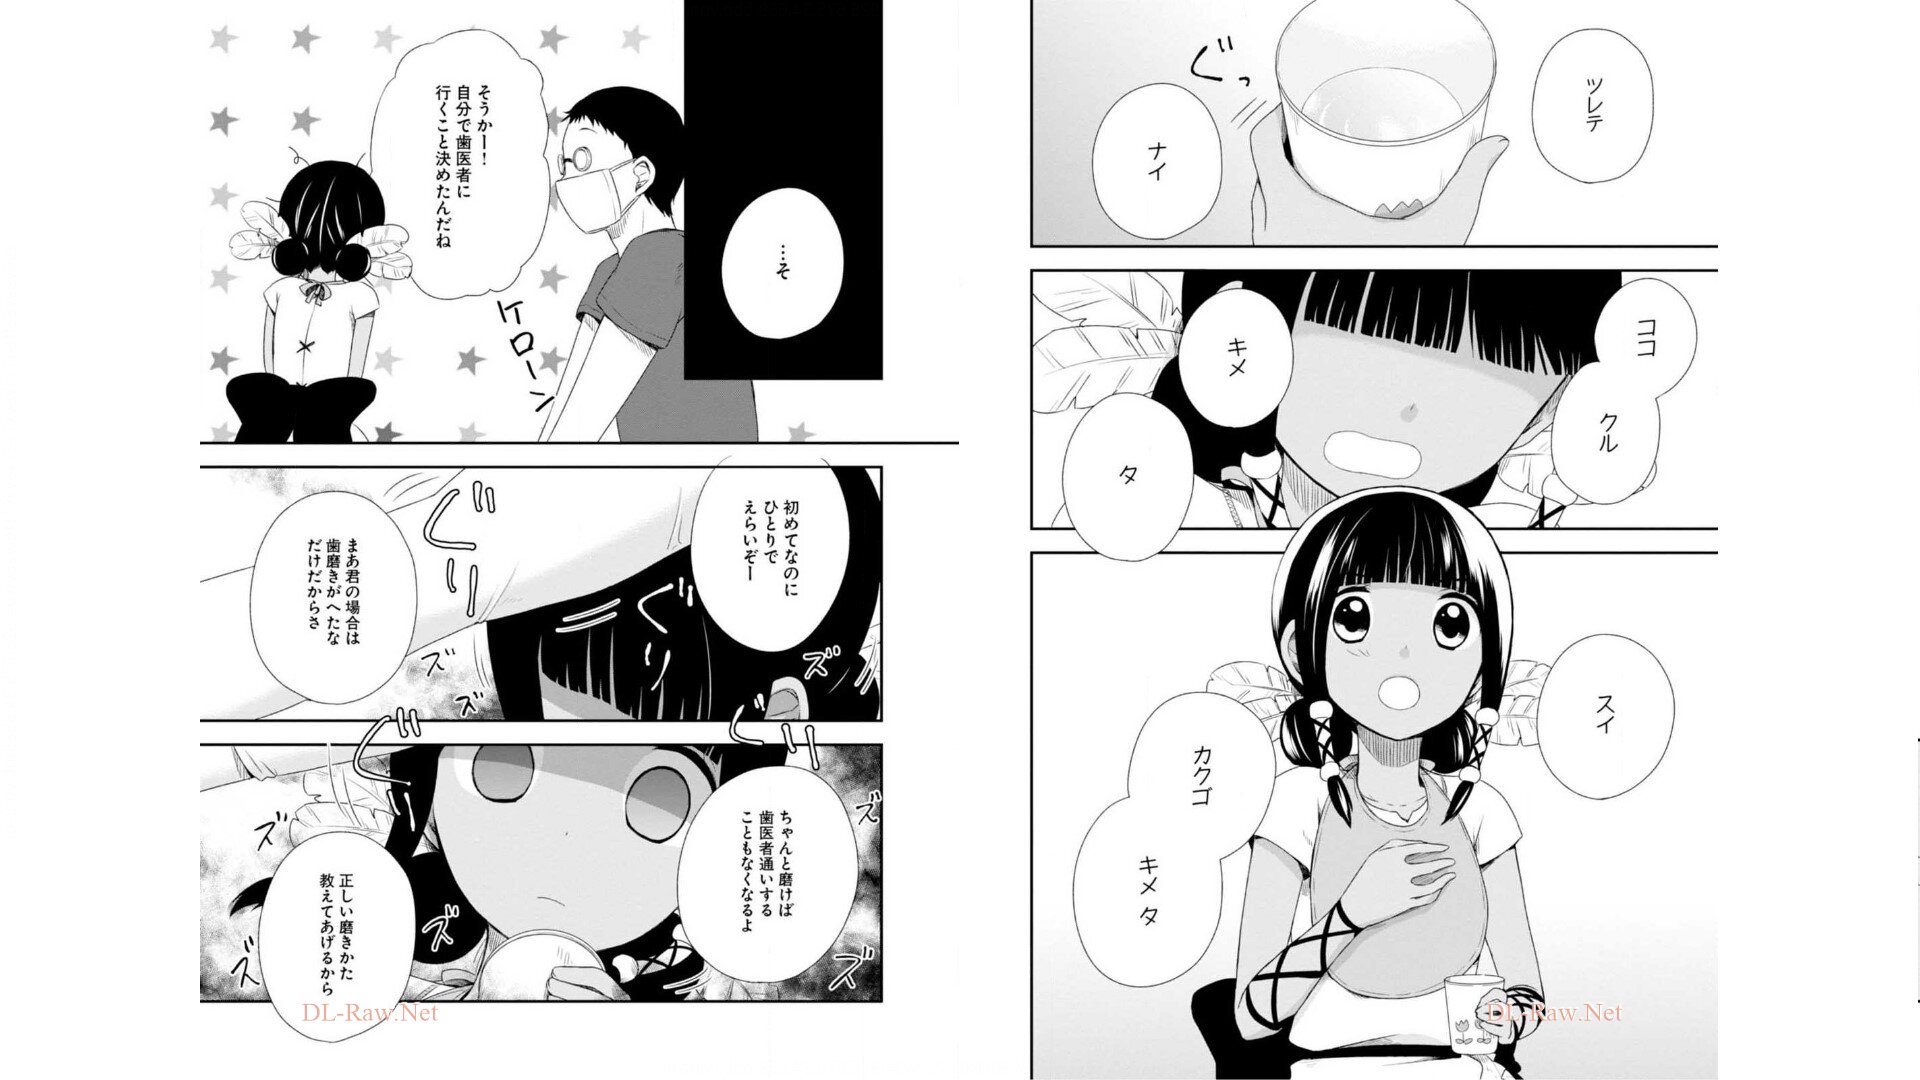 ツレテ
ぐっ
ナイ
ココ
クル
キメ
タ
スイ
カクゴ
キメタ
…そ
そうかー！
自分で歯医者に
行くこと決めたんだね
ケローン
初めてなのに
ひとりで
えらいぞー
ぐり
ぐり
まあ君の場合は
歯磨きがへたな
だけだからさ
ズ
ズ
ズ
ぐり
ぐり
ちゃんと磨けば
歯医者通いする
こともなくなるよ
正しい磨きかた
教えてあげるから
ズ
ズ
ズ
ズ
ズ
DL-Raw.Net
DL-Raw.Net